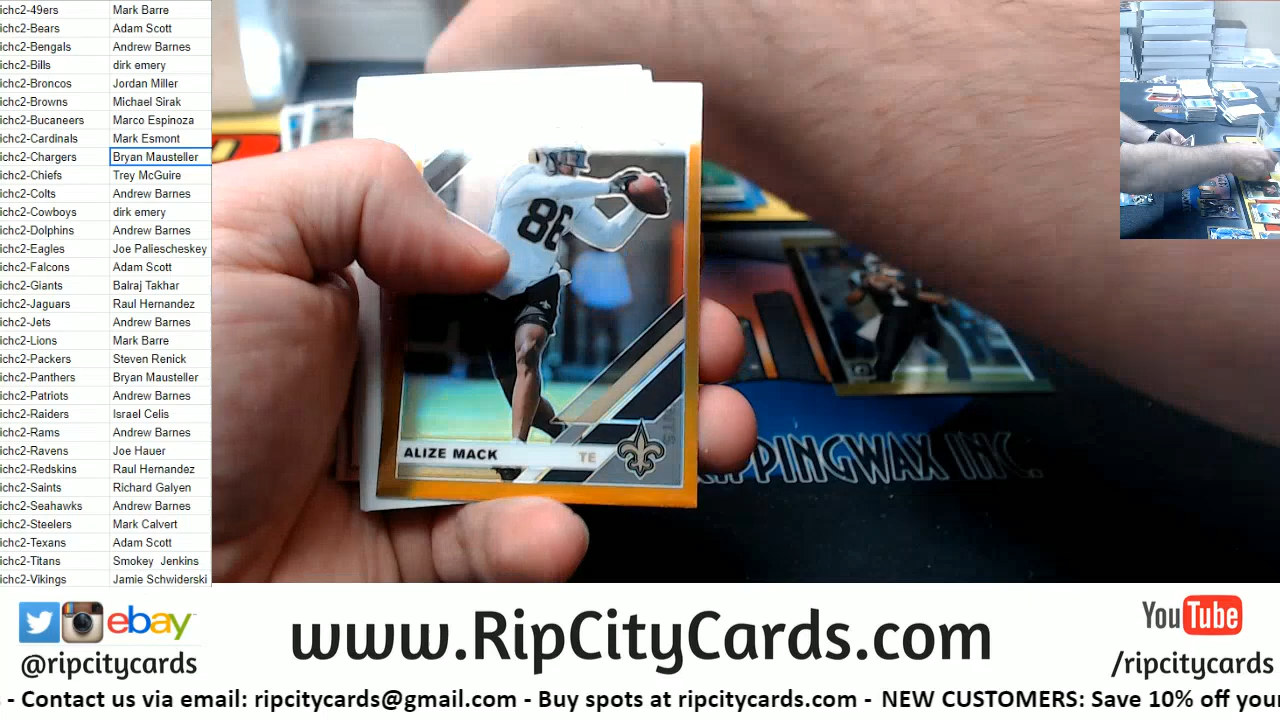 ichc2-49ers Mark Barre
ichc2-Bears Adam Scott
ichc2-Bengals Andrew Barnes
ichc2-Bills dirk emery
ichc2-Broncos Jordan Miller
ichc2-Browns Michael Sirak
ichc2-Bucaneers Marco Espinoza
ichc2-Cardinals Mark Esmont
ichc2-Chargers Bryan Mausteller
ichc2-Chiefs Trey McGuire
ichc2-Colts Andrew Barnes
ichc2-Cowboys dirk emery
ichc2-Dolphins Andrew Barnes
ichc2-Eagles Joe Paliescheskey
ichc2-Falcons Adam Scott
ichc2-Giants Balraj Takhar
ichc2-Jaguars Raul Hernandez
ichc2-Jets Andrew Barnes
ichc2-Lions Mark Barre
ichc2-Packers Steven Renick
ichc2-Panthers Bryan Mausteller
ichc2-Patriots Andrew Barnes
ichc2-Raiders Israel Celis
ichc2-Rams Andrew Barnes
ichc2-Ravens Joe Hauer
ichc2-Redskins Raul Hernandez
ichc2-Saints Richard Galyen
ichc2-Seahawks Andrew Barnes
ichc2-Steelers Mark Calvert
ichc2-Texans Adam Scott
ichc2-Titans Smokey Jenkins
ichc2-Vikings Jamie Schwiderski
86
ALIZE MACK TE
RIPPINGWAX INC.
ebay
@ripcitycards
www.RipCityCards.com
YouTube
/ripcitycards
- Contact us via email: ripcitycards@gmail.com - Buy spots at ripcitycards.com - NEW CUSTOMERS: Save 10% off your